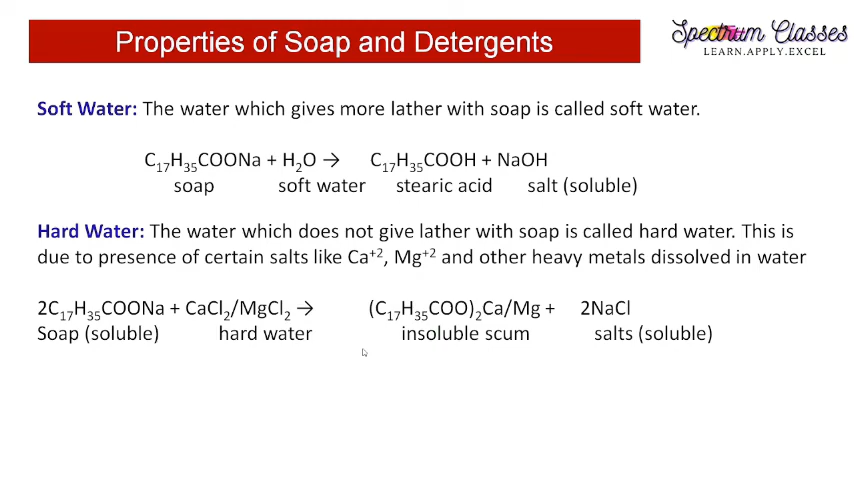 Properties of Soap and Detergents
Spectrum Classes
LEARN.APPLY.EXCEL
Soft Water: The water which gives more lather with soap is called soft water.
C₁₇H₃₅COONa + H₂O → C₁₇H₃₅COOH + NaOH
soap soft water stearic acid salt (soluble)
Hard Water: The water which does not give lather with soap is called hard water. This is
due to presence of certain salts like Ca⁺², Mg⁺² and other heavy metals dissolved in water
2C₁₇H₃₅COONa + CaCl₂/MgCl₂ → (C₁₇H₃₅COO)₂Ca/Mg + 2NaCl
Soap (soluble) hard water insoluble scum salts (soluble)